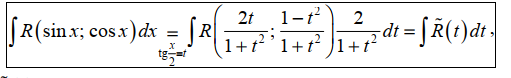 ∫R(sin x; cos x)dx = ∫R(2t/(1+t²); (1−t²)/(1+t²)) 2/(1+t²) dt = ∫R̃(t)dt,
tg x/2 = t